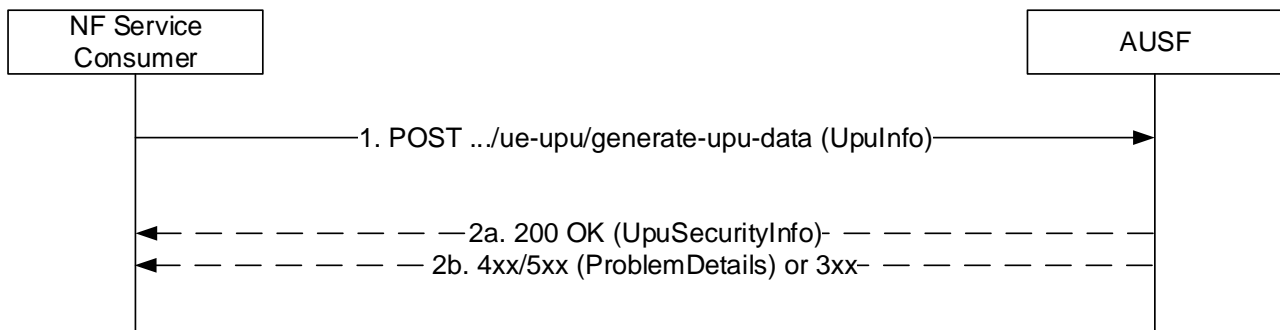 NF Service
Consumer
AUSF
1. POST .../ue-upu/generate-upu-data (UpuInfo)
2a. 200 OK (UpuSecurityInfo)
2b. 4xx/5xx (ProblemDetails) or 3xx